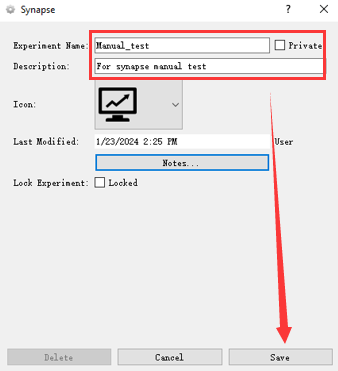 Synapse ?
Experiment Name: Manual_test Private
Description: For synapse manual test
Icon:
Last Modified: 1/23/2024 2:25 PM User
Notes...
Lock Experiment: Locked
Delete Cancel Save